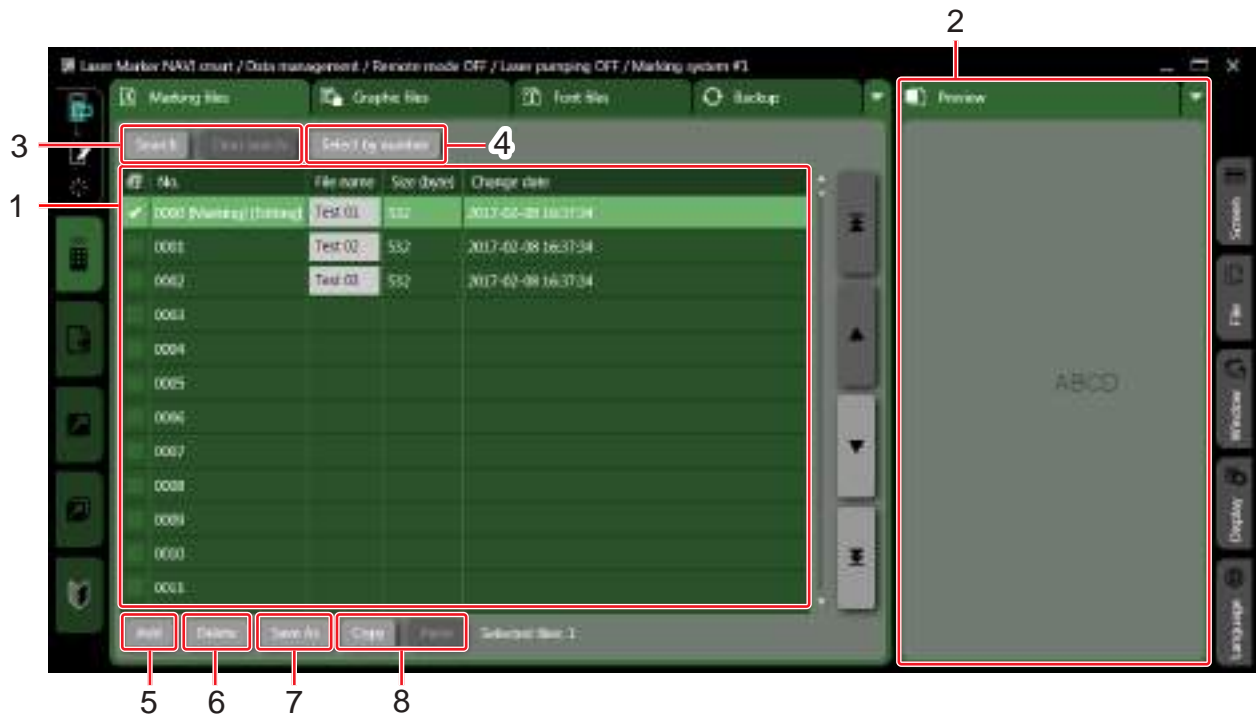 2
Laser Marker NAVI smart / Data management / Remote mode OFF / Laser pumping OFF / Marking system #1
Marking files
Graphic files
Font files
Backup
Preview
3
Search
Clear search
Select by number
4
1
No.
File name
Size (byte)
Change date
0000 [Marking] [Editing]
Test 01
532
2017-02-08 16:37:34
0001
Test 02
532
2017-02-08 16:37:34
0002
Test 03
532
2017-02-08 16:37:34
0003
0004
0005
0006
0007
0008
0009
0010
0011
ABCD
Screen
File
Window
Display
Language
Add
Delete
Save As
Copy
Paste
Selected files: 1
5
6
7
8